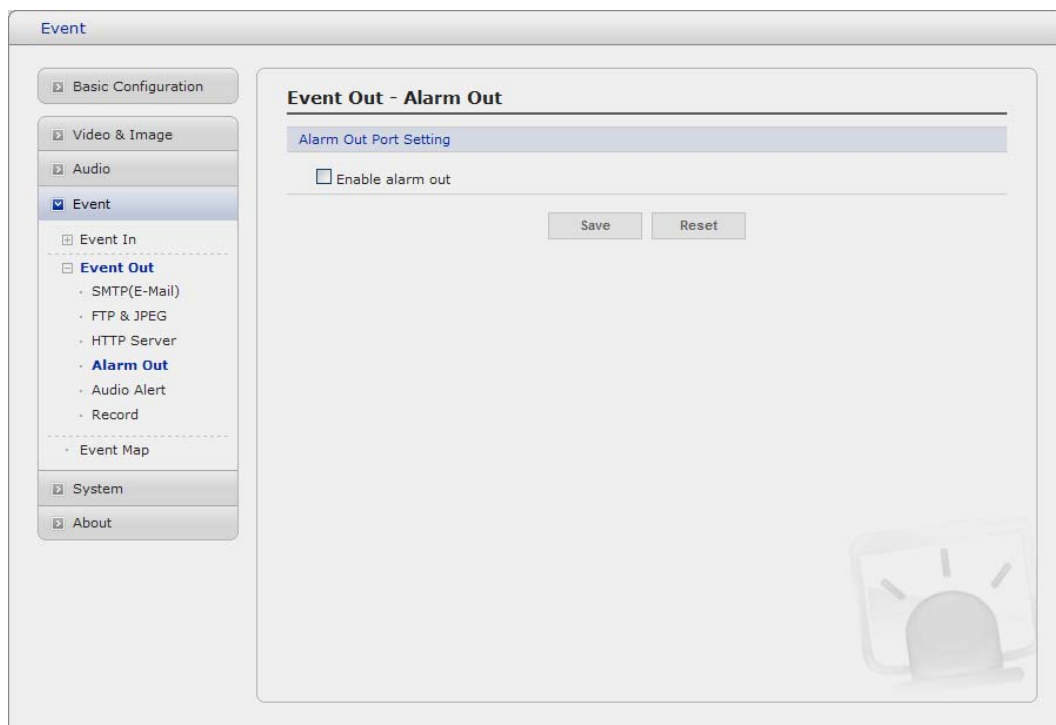 Event
Basic Configuration
Video & Image
Audio
Event
Event In
Event Out
SMTP(E-Mail)
FTP & JPEG
HTTP Server
Alarm Out
Audio Alert
Record
Event Map
System
About
Event Out - Alarm Out
Alarm Out Port Setting
Enable alarm out
Save Reset